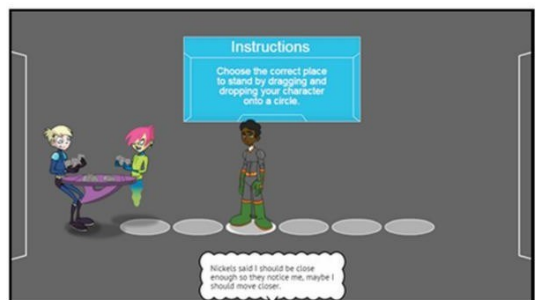 Instructions
Choose the correct place
to stand by dragging and
dropping your character
onto a circle.
Nickels said I should be close
enough so they notice me, maybe I
should move closer.